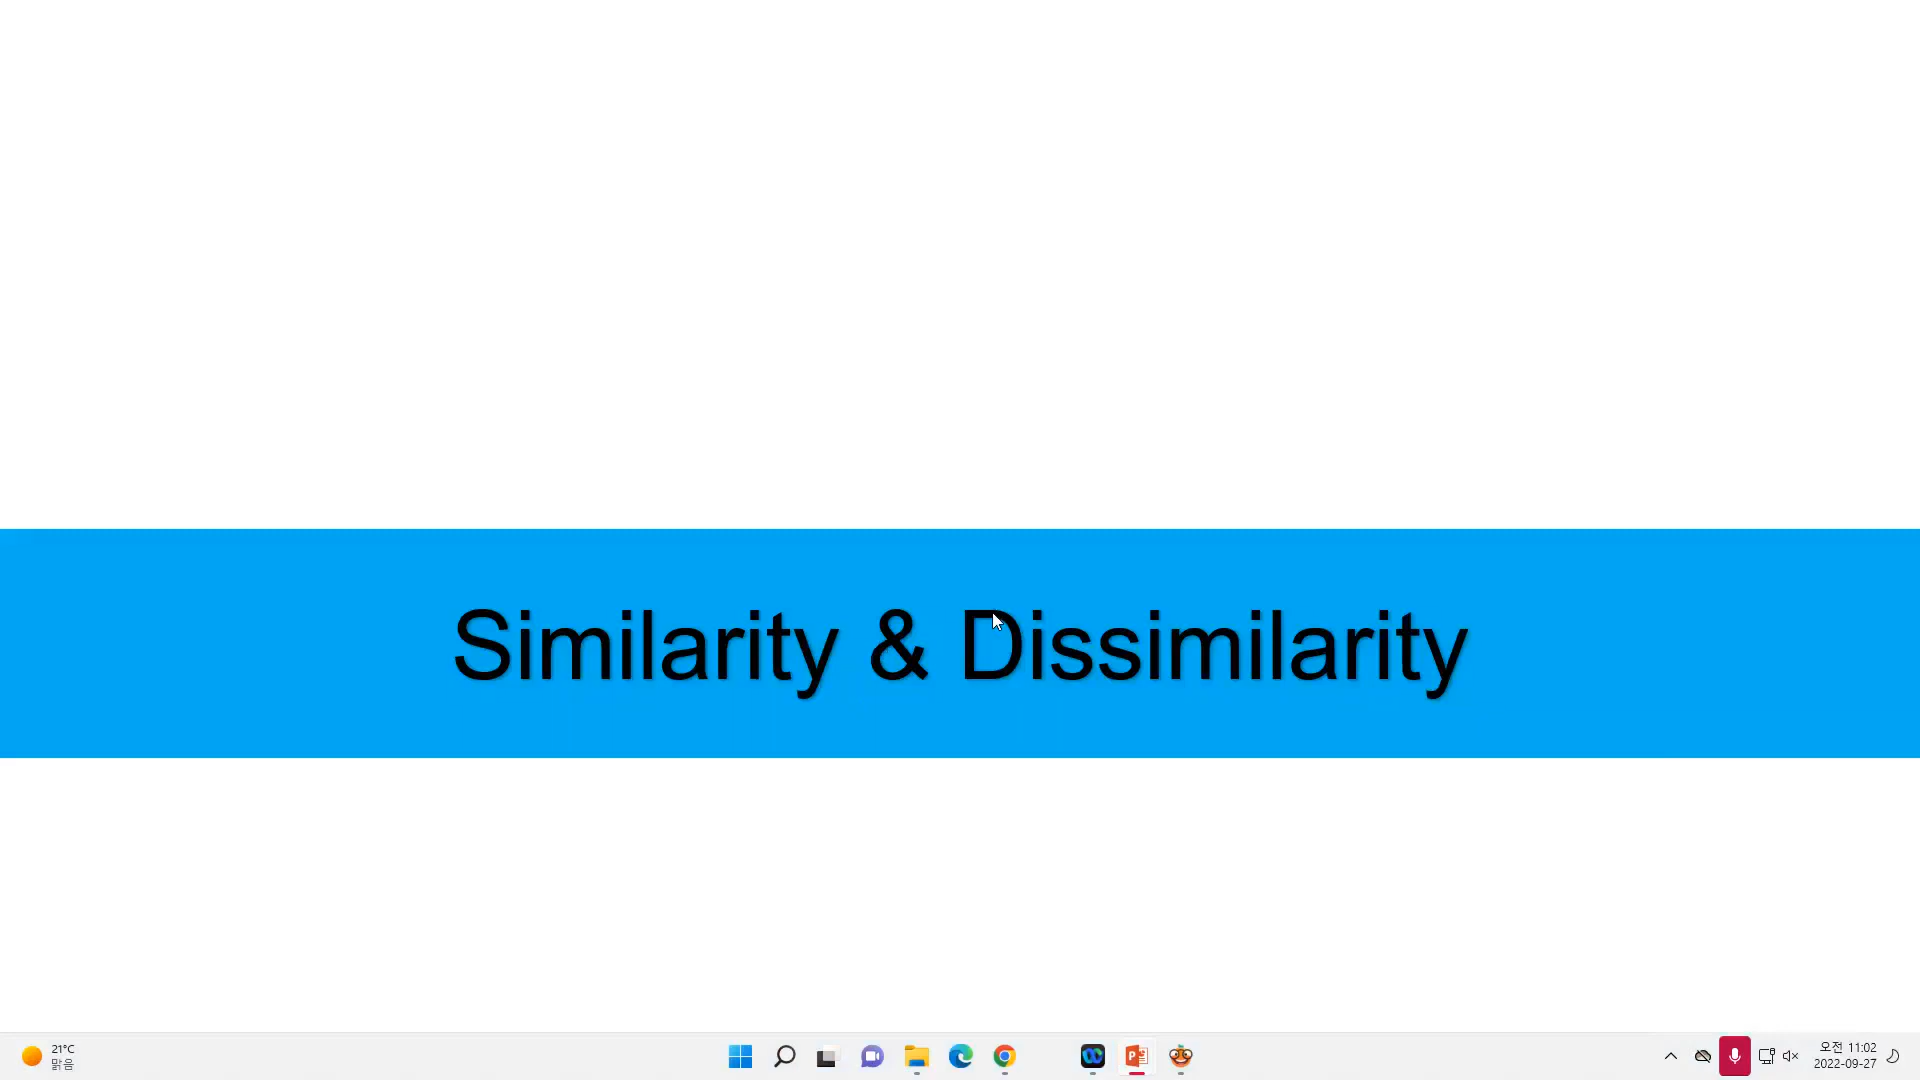 Similarity & Dissimilarity
21°C
맑음
오전 11:02
2022-09-27